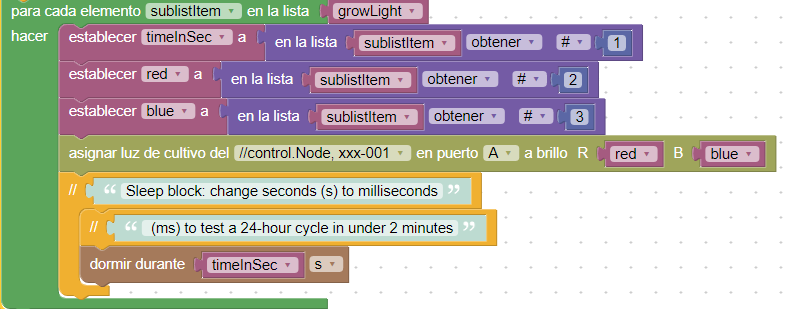 para cada elemento sublistItem en la lista growLight
hacer establecer timeInSec a en la lista sublistItem obtener # 1
establecer red a en la lista sublistItem obtener # 2
establecer blue a en la lista sublistItem obtener # 3
asignar luz de cultivo del //control.Node, xxx-001 en puerto A a brillo R red B blue
// “ Sleep block: change seconds (s) to milliseconds ”
// “ (ms) to test a 24-hour cycle in under 2 minutes ”
dormir durante timeInSec s